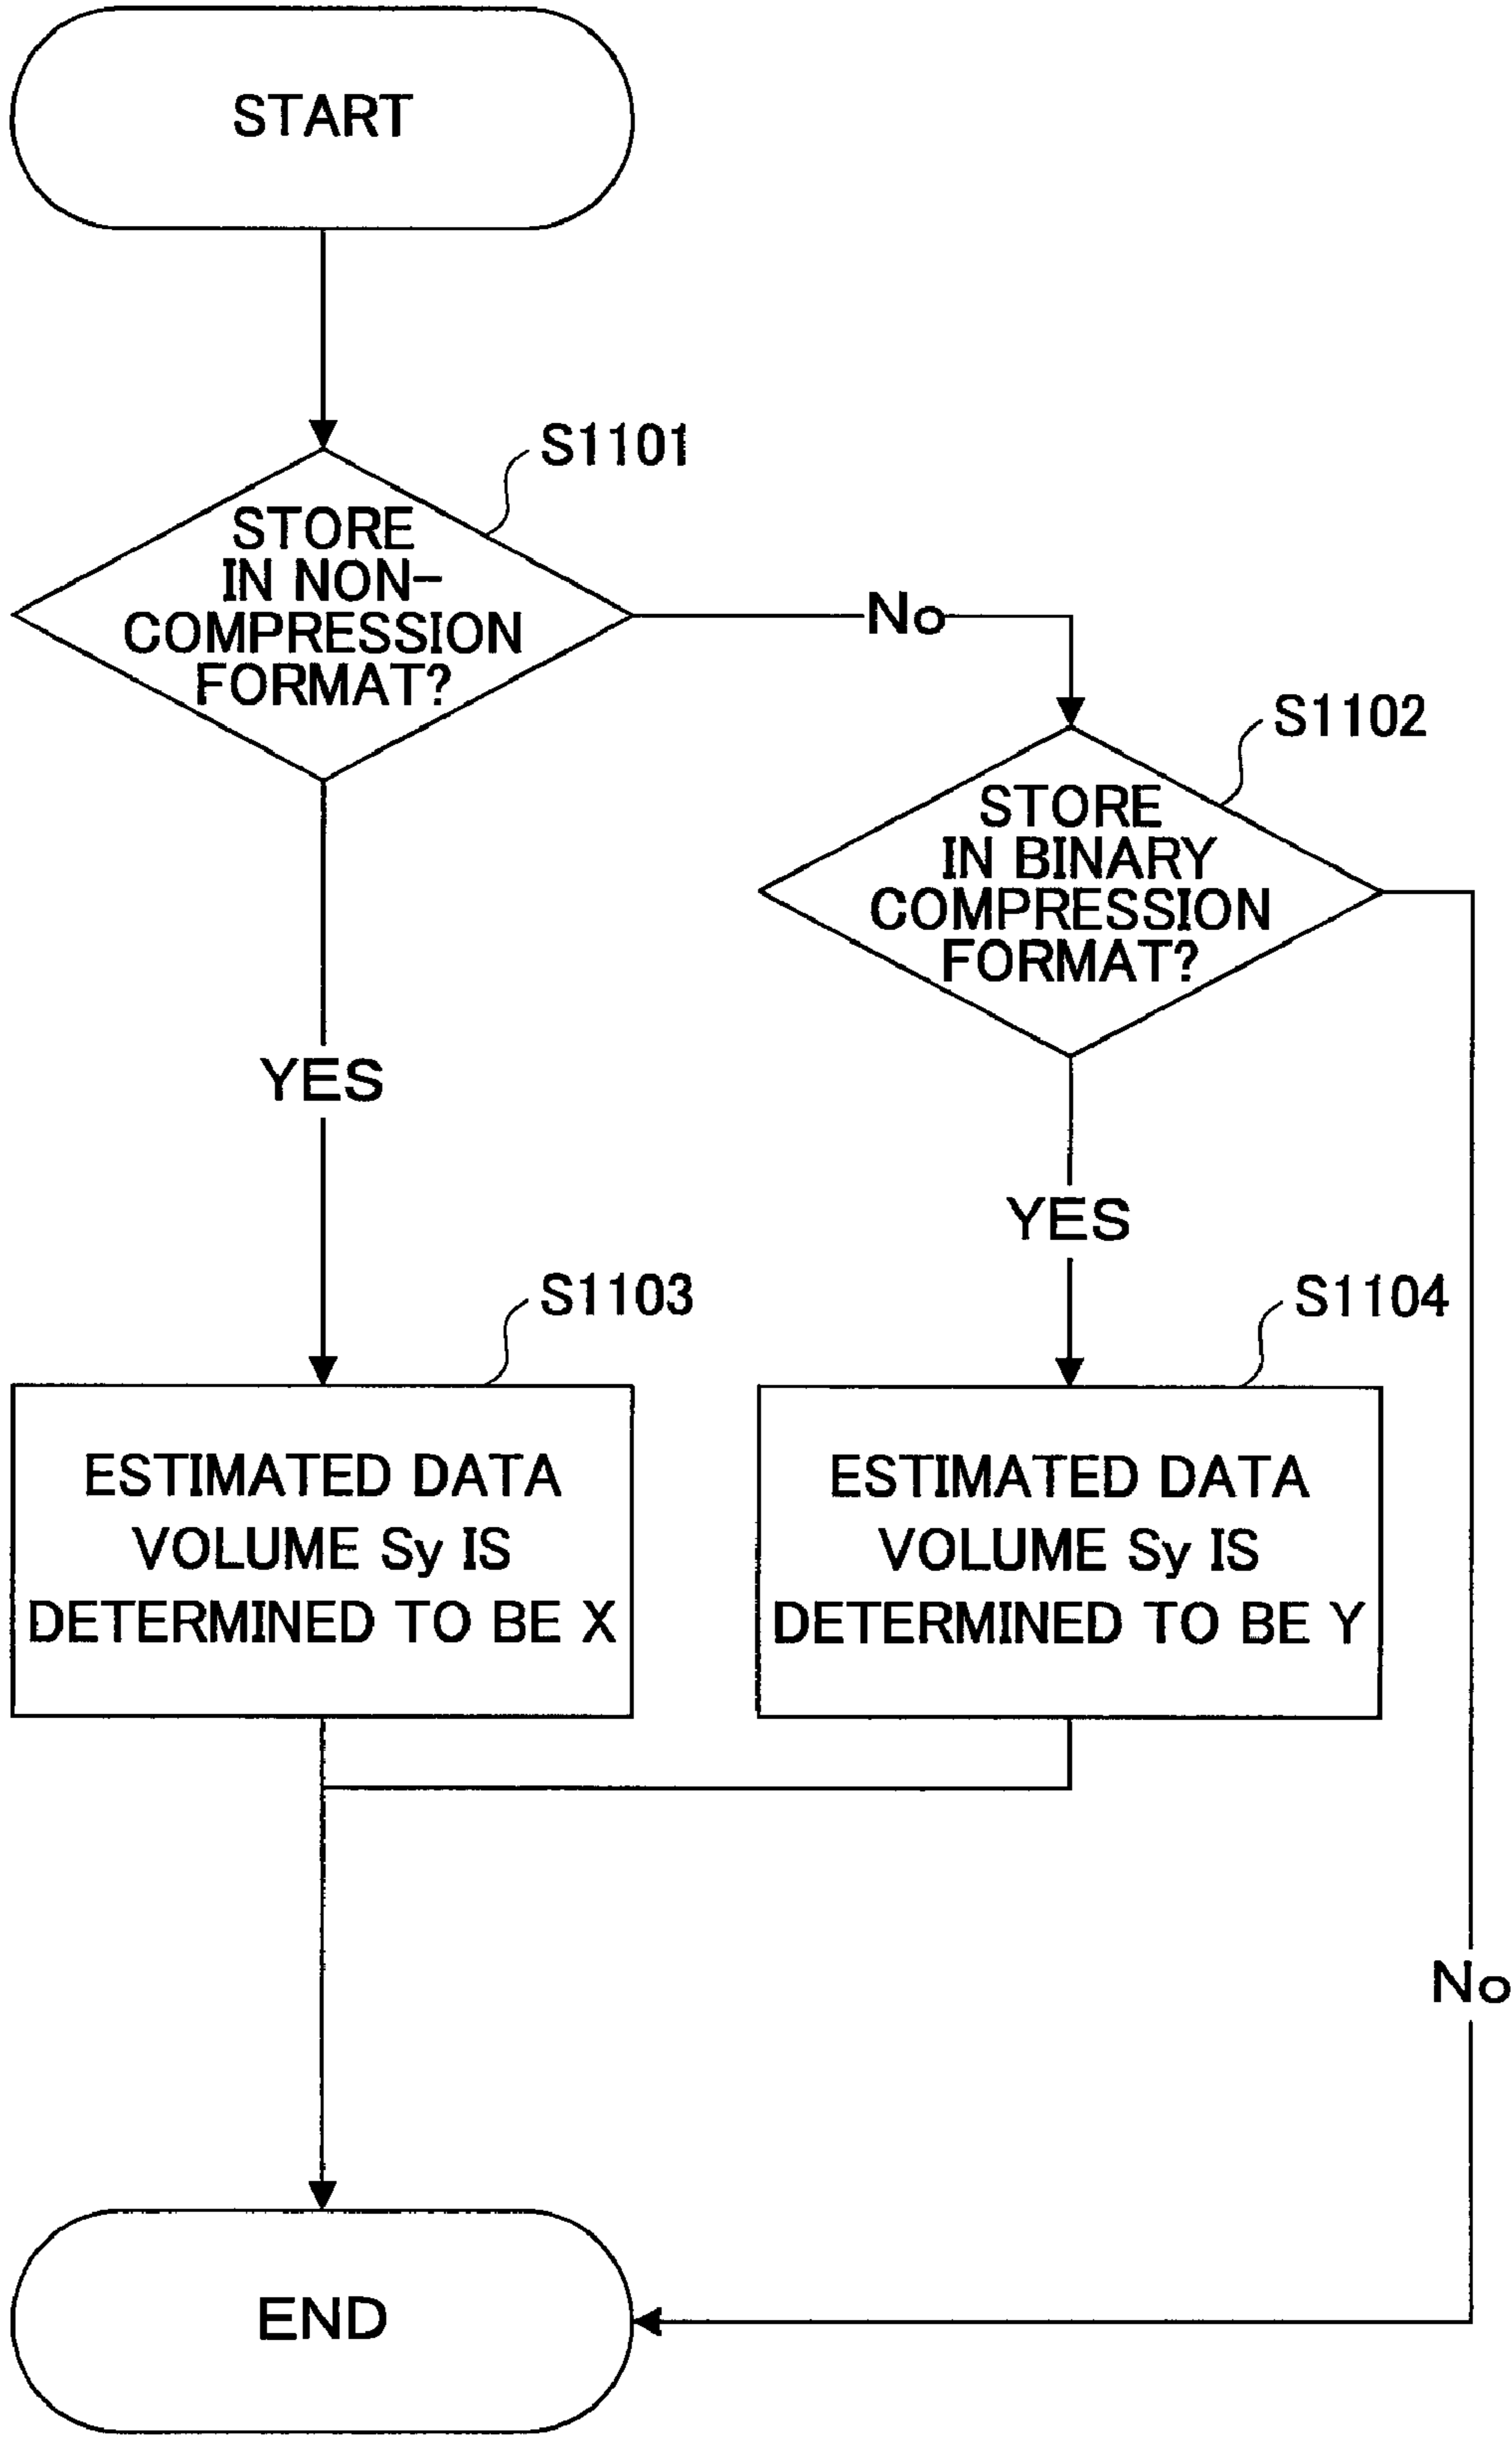 START
S1101
STORE
IN NON-
COMPRESSION
FORMAT?
No
S1102
STORE
IN BINARY
COMPRESSION
FORMAT?
YES
YES
S1103
S1104
ESTIMATED DATA
VOLUME Sy IS
DETERMINED TO BE X
ESTIMATED DATA
VOLUME Sy IS
DETERMINED TO BE Y
No
END